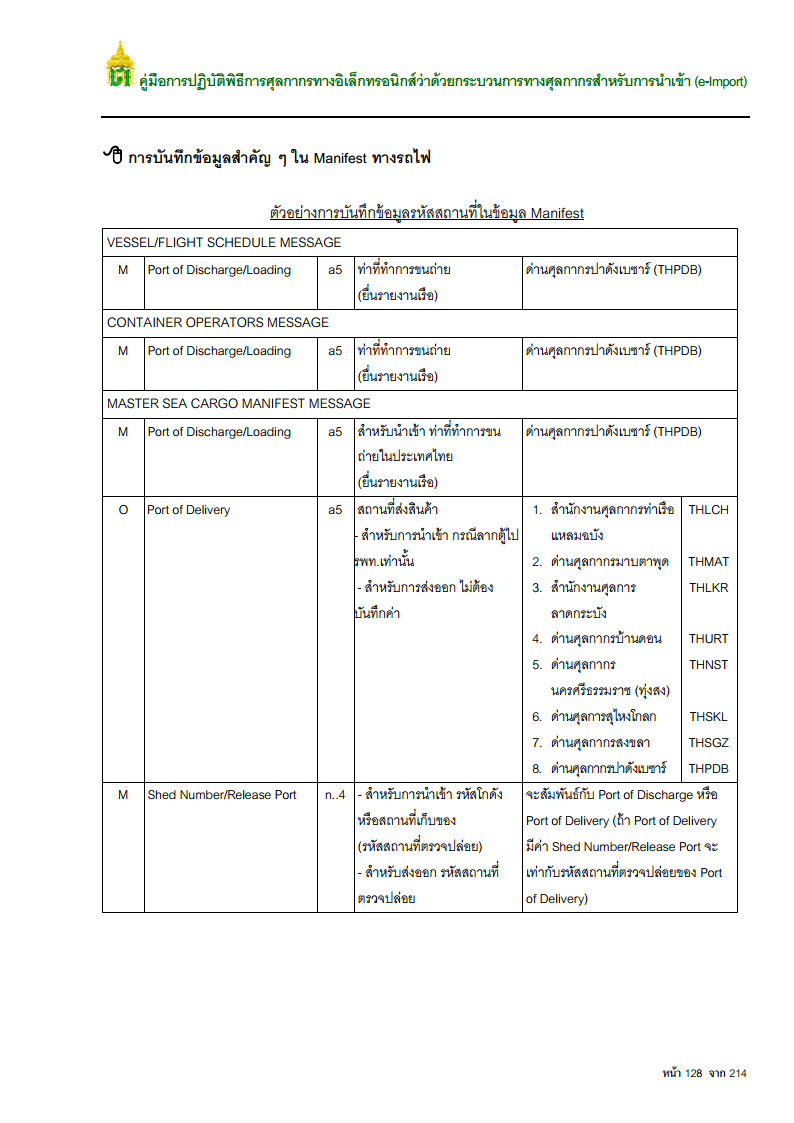 คู่มือการปฏิบัติพิธีการศุลกากรทางอิเล็กทรอนิกส์ว่าด้วยกระบวนการทางศุลกากรสำหรับการนำเข้า (e-Import)
การบันทึกข้อมูลสำคัญ ๆ ใน Manifest ทางรถไฟ
ตัวอย่างการบันทึกข้อมูลรหัสสถานที่ในข้อมูล Manifest
VESSEL/FLIGHT SCHEDULE MESSAGE
M Port of Discharge/Loading a5 ท่าที่ทำการขนถ่าย ด่านศุลกากรปาดังเบซาร์ (THPDB)
(ยื่นรายงานเรือ)
CONTAINER OPERATORS MESSAGE
M Port of Discharge/Loading a5 ท่าที่ทำการขนถ่าย ด่านศุลกากรปาดังเบซาร์ (THPDB)
(ยื่นรายงานเรือ)
MASTER SEA CARGO MANIFEST MESSAGE
M Port of Discharge/Loading a5 สำหรับนำเข้า ท่าที่ทำการขน ด่านศุลกากรปาดังเบซาร์ (THPDB)
ถ่ายในประเทศไทย
(ยื่นรายงานเรือ)
O Port of Delivery a5 สถานที่ส่งสินค้า 1. สำนักงานศุลกากรท่าเรือ THLCH
- สำหรับการนำเข้า กรณีลากตู้ไป แหลมฉบัง
รพท.เท่านั้น 2. ด่านศุลกากรมาบตาพุด THMAT
- สำหรับการส่งออก ไม่ต้อง 3. สำนักงานศุลการ THLKR
บันทึกค่า ลาดกระบัง
4. ด่านศุลกากรบ้านดอน THURT
5. ด่านศุลกากร THNST
นครศรีธรรมราช (ทุ่งสง)
6. ด่านศุลการสุไหงโกลก THSKL
7. ด่านศุลกากรสงขลา THSGZ
8. ด่านศุลกากรปาดังเบซาร์ THPDB
M Shed Number/Release Port n..4 - สำหรับการนำเข้า รหัสโกดัง จะสัมพันธ์กับ Port of Discharge หรือ
หรือสถานที่เก็บของ Port of Delivery (ถ้า Port of Delivery
(รหัสสถานที่ตรวจปล่อย) มีค่า Shed Number/Release Port จะ
- สำหรับส่งออก รหัสสถานที่ เท่ากับรหัสสถานที่ตรวจปล่อยของ Port
ตรวจปล่อย of Delivery)
หน้า 128 จาก 214